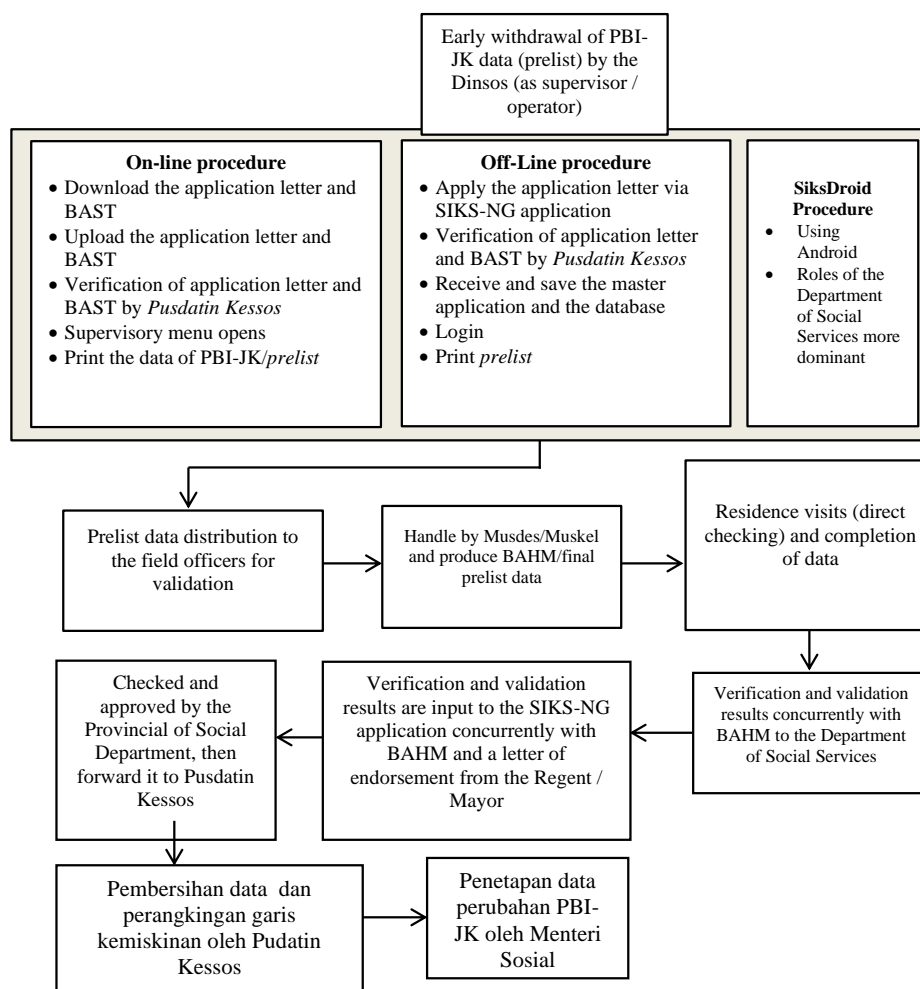 Early withdrawal of PBI-
JK data (prelist) by the
Dinsos (as supervisor /
operator)
On-line procedure
• Download the application letter and
BAST
• Upload the application letter and
BAST
• Verification of application letter and
BAST by Pusdatin Kessos
• Supervisory menu opens
• Print the data of PBI-JK/prelist
Off-Line procedure
• Apply the application letter via
SIKS-NG application
• Verification of application letter
and BAST by Pusdatin Kessos
• Receive and save the master
application and the database
• Login
• Print prelist
SiksDroid
Procedure
• Using
Android
• Roles of the
Department
of Social
Services more
dominant
Prelist data distribution to
the field officers for
validation
Handle by Musdes/Muskel
and produce BAHM/final
prelist data
Residence visits (direct
checking) and completion
of data
Verification and validation
results concurrently with
BAHM to the Department
of Social Services
Verification and validation
results are input to the SIKS-NG
application concurrently with
BAHM and a letter of
endorsement from the Regent /
Mayor
Checked and
approved by the
Provincial of Social
Department, then
forward it to Pusdatin
Kessos
Pembersihan data dan
perangkingan garis
kemiskinan oleh Pudatin
Kessos
Penetapan data
perubahan PBI-
JK oleh Menteri
Sosial